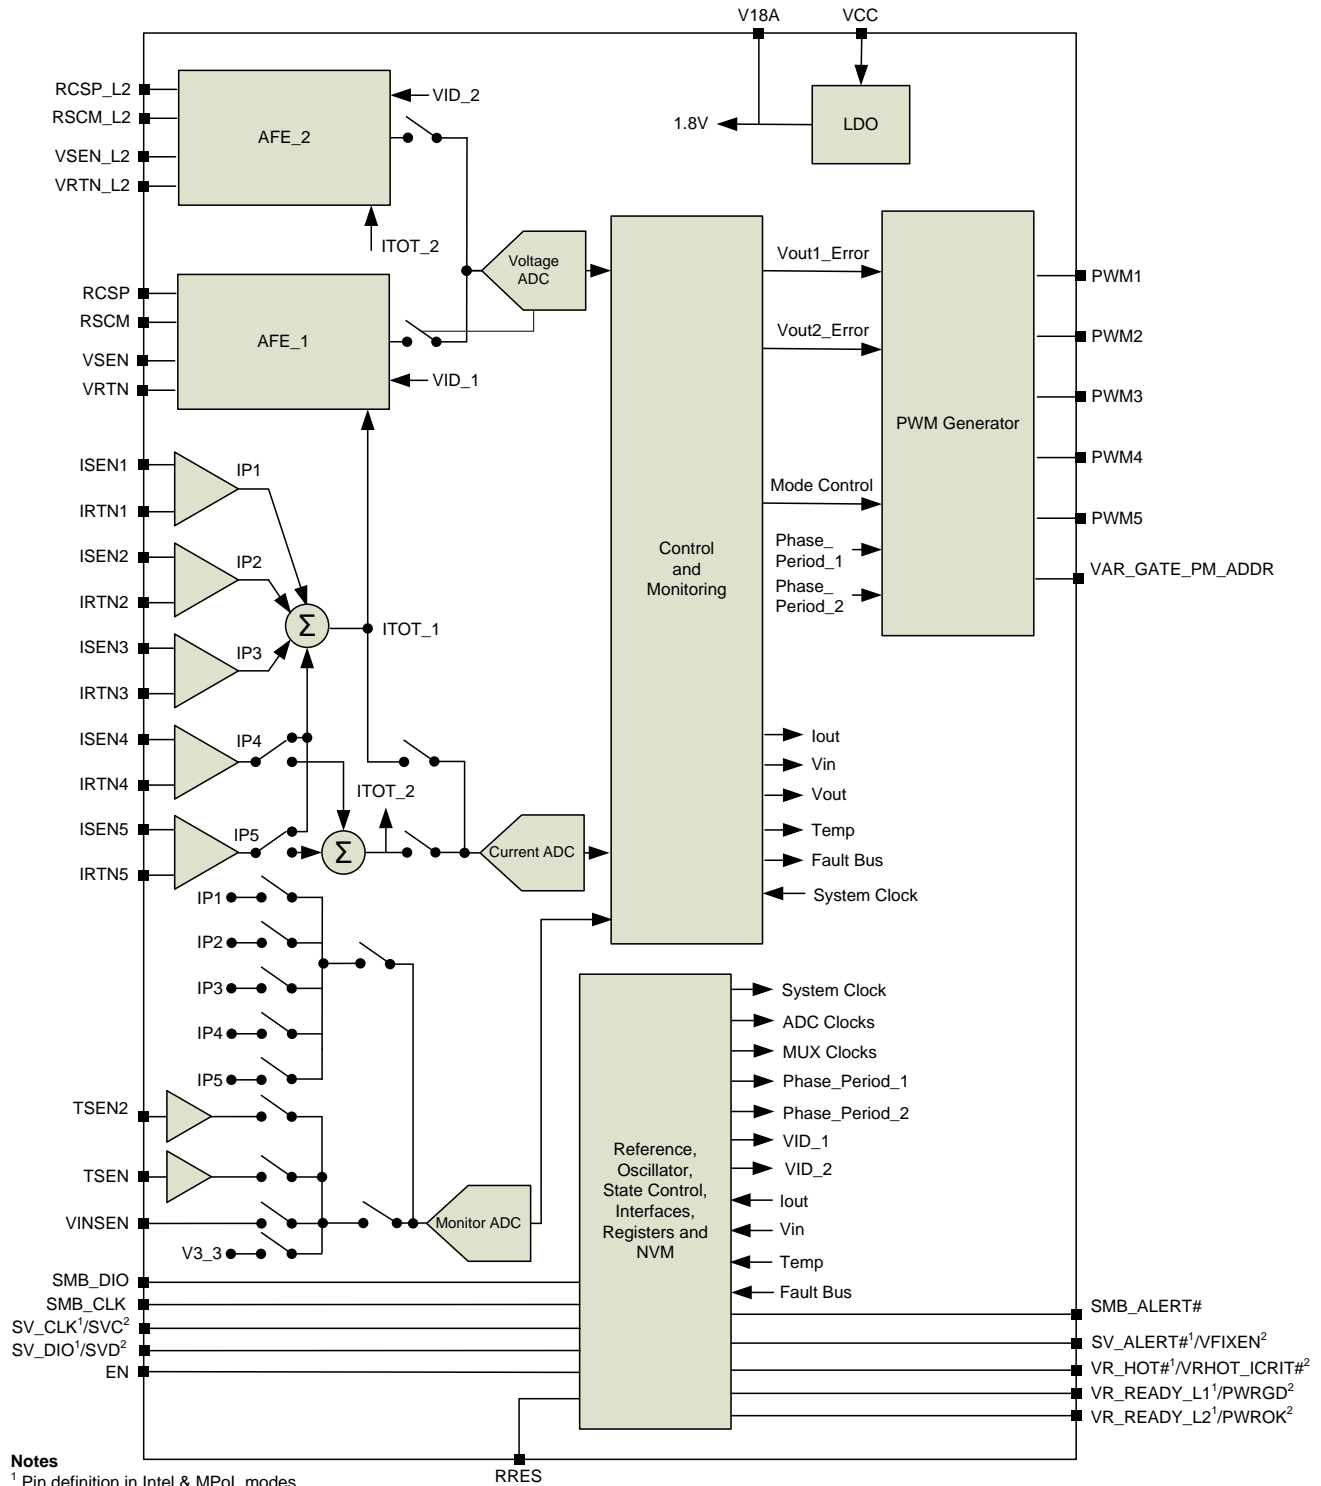 V18A
VCC
RCSP_L2
RSCM_L2
VSEN_L2
VRTN_L2
AFE_2
VID_2
ITOT_2
1.8V
LDO
RCSP
RSCM
VSEN
VRTN
AFE_1
VID_1
Voltage
ADC
Vout1_Error
Vout2_Error
Mode Control
Phase_
Period_1
Phase_
Period_2
PWM Generator
PWM1
PWM2
PWM3
PWM4
PWM5
VAR_GATE_PM_ADDR
Control
and
Monitoring
ISEN1
IP1
IRTN1
ISEN2
IP2
IRTN2
Σ
ITOT_1
ISEN3
IP3
IRTN3
ISEN4
IP4
IRTN4
ITOT_2
ISEN5
IP5
IRTN5
Σ
Current ADC
Iout
Vin
Vout
Temp
Fault Bus
System Clock
IP1
IP2
IP3
IP4
IP5
TSEN2
TSEN
VINSEN
V3_3
Monitor ADC
Reference,
Oscillator,
State Control,
Interfaces,
Registers and
NVM
System Clock
ADC Clocks
MUX Clocks
Phase_Period_1
Phase_Period_2
VID_1
VID_2
Iout
Vin
Temp
Fault Bus
SMB_DIO
SMB_CLK
SV_CLK¹/SVC²
SV_DIO¹/SVD²
EN
SMB_ALERT#
SV_ALERT#¹/VFIXEN²
VR_HOT#¹/VRHOT_ICRIT#²
VR_READY_L1¹/PWRGD²
VR_READY_L2¹/PWROK²
RRES
Notes
¹ Pin definition in Intel & MPoL modes